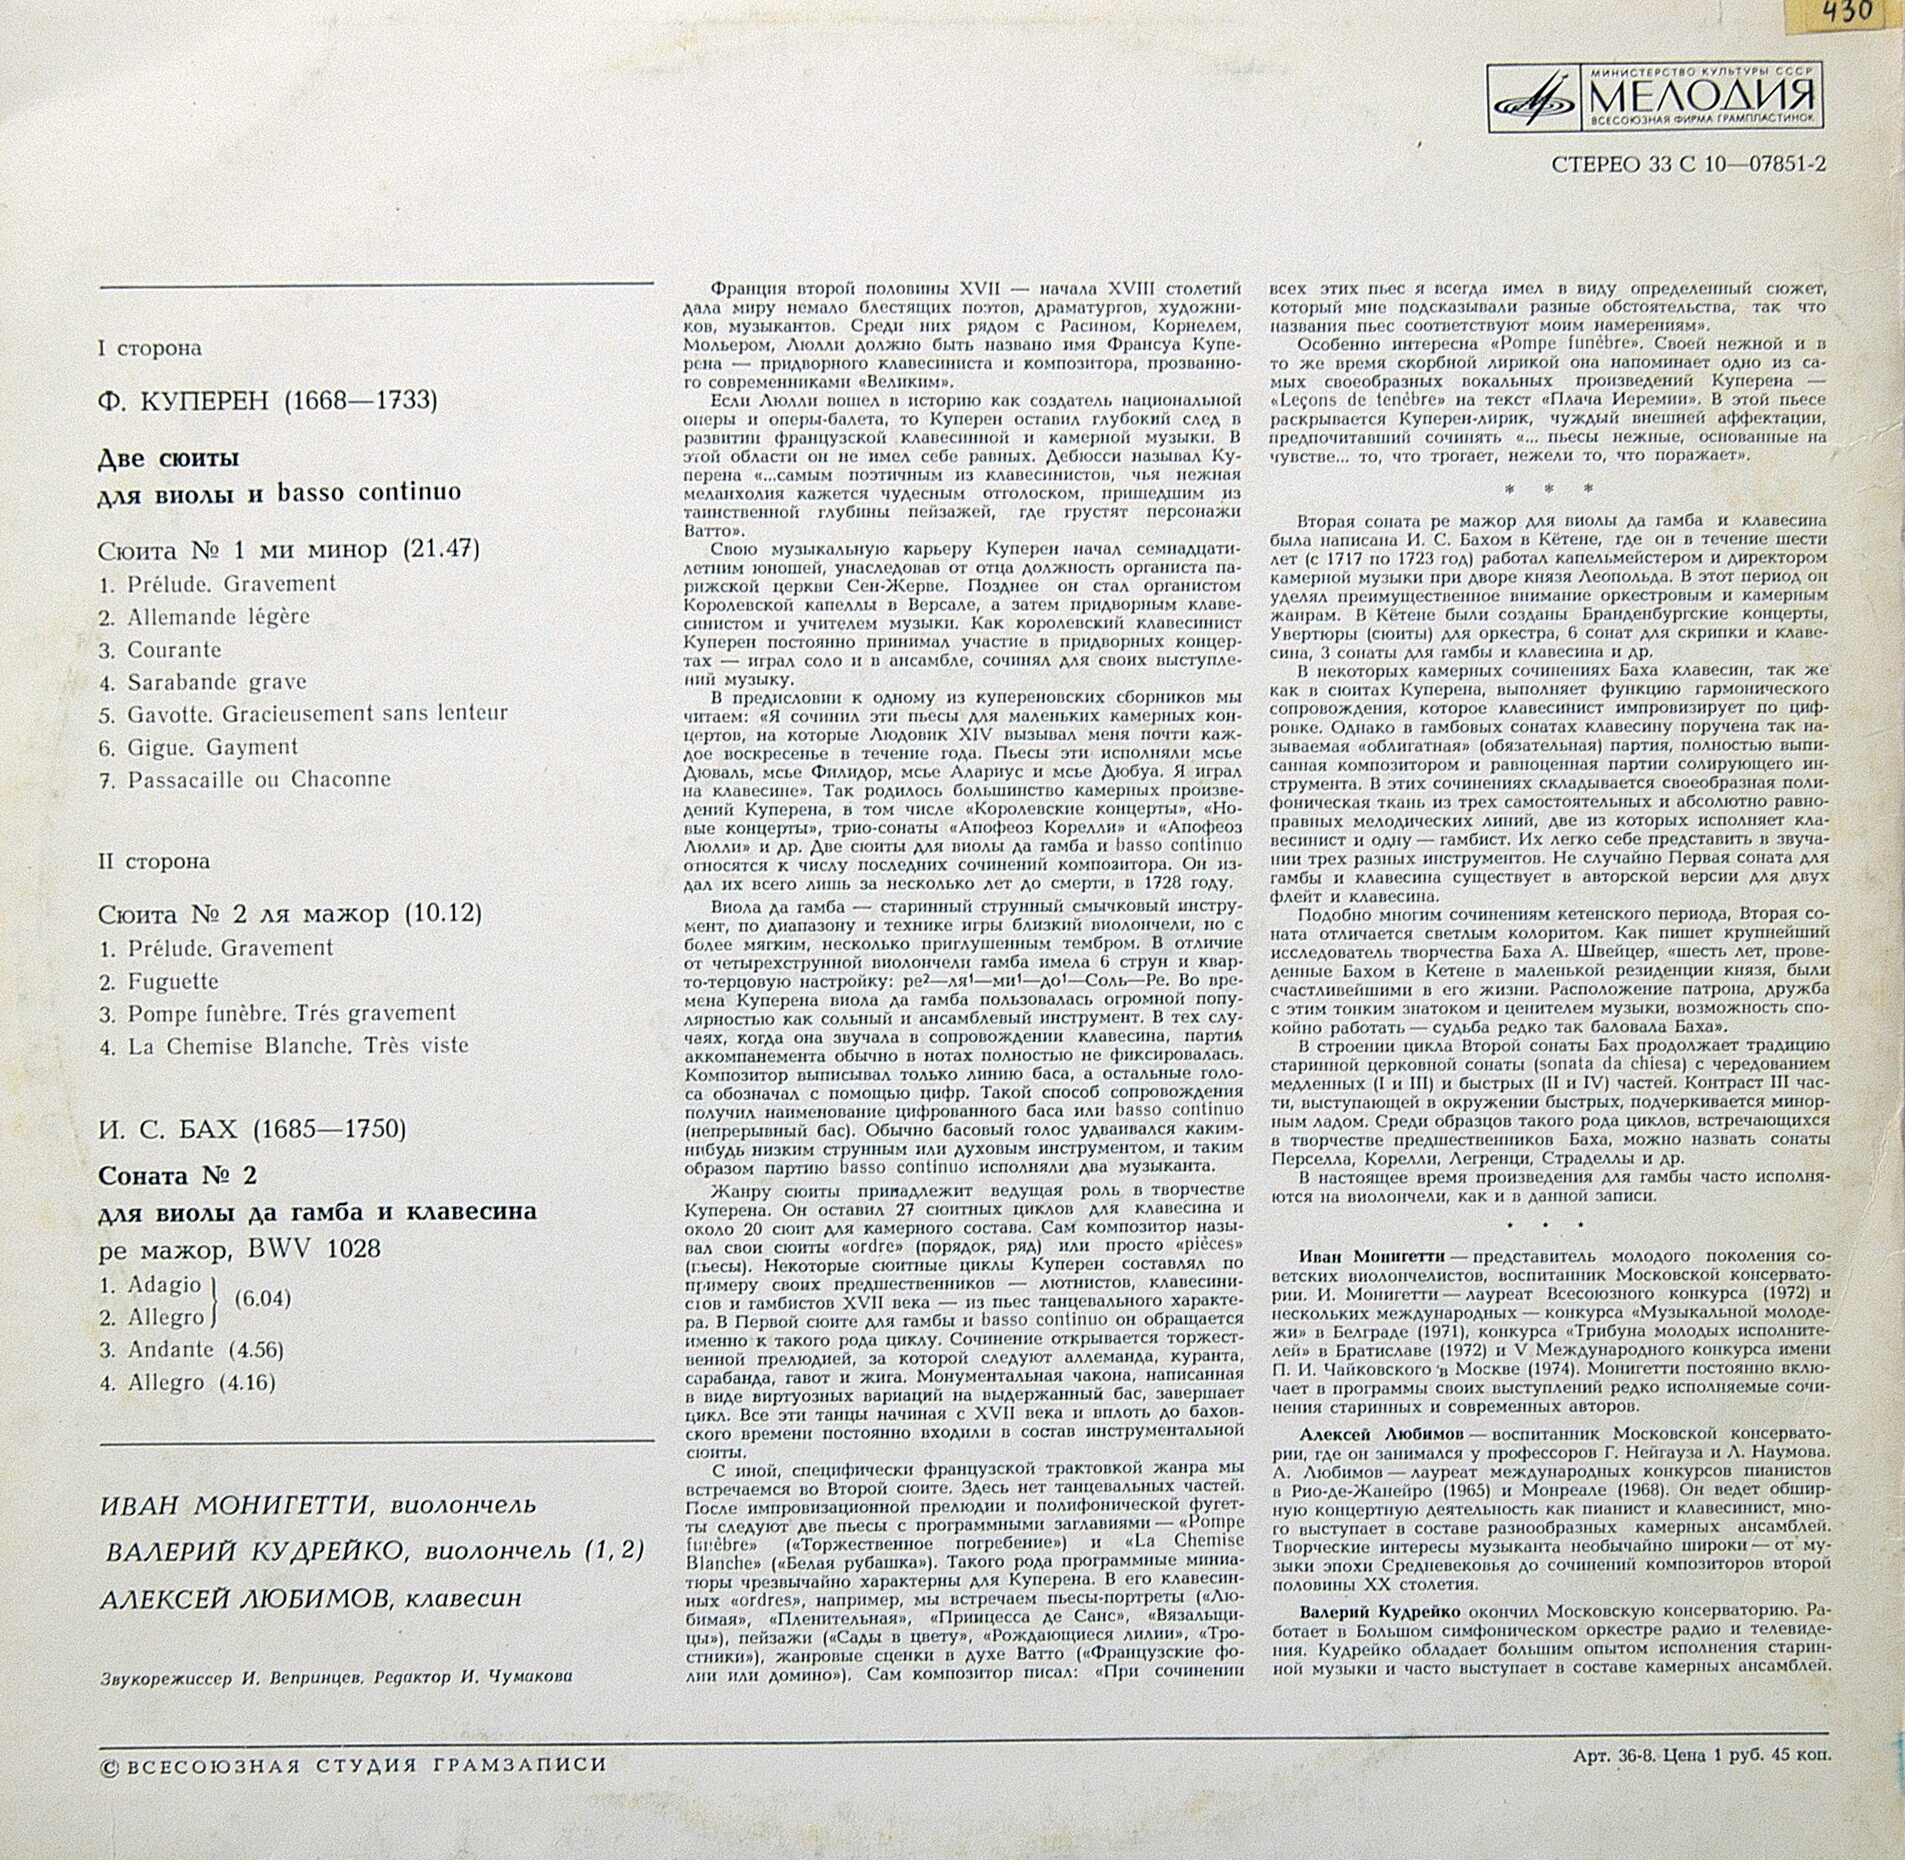 430
МИНИСТЕРСТВО КУЛЬТУРЫ СССР
МЕЛОДИЯ
ВСЕСОЮЗНАЯ ФИРМА ГРАМПЛАСТИНОК
СТЕРЕО 33 С 10—07851-2
I сторона
Ф. КУПЕРЕН (1668—1733)
Две сюиты
для виолы и basso continuo
Сюита № 1 ми минор (21.47)
1. Prélude. Gravement
2. Allemande légère
3. Courante
4. Sarabande grave
5. Gavotte. Gracieusement sans lenteur
6. Gigue. Gayment
7. Passacaille ou Chaconne
II сторона
Сюита № 2 ля мажор (10.12)
1. Prélude. Gravement
2. Fuguette
3. Pompe funèbre. Trés gravement
4. La Chemise Blanche. Très viste
И. С. БАХ (1685—1750)
Соната № 2
для виолы да гамба и клавесина
ре мажор, BWV 1028
1. Adagio
2. Allegro
(6.04)
3. Andante (4.56)
4. Allegro (4.16)
ИВАН МОНИГЕТТИ, виолончель
ВАЛЕРИЙ КУДРЕЙКО, виолончель (1, 2)
АЛЕКСЕЙ ЛЮБИМОВ, клавесин
Звукорежиссер И. Вепринцев. Редактор И. Чумакова
Франция второй половины XVII — начала XVIII столетий
дала миру немало блестящих поэтов, драматургов, художни-
ков, музыкантов. Среди них рядом с Расином, Корнелем,
Мольером, Люлли должно быть названо имя Франсуа Купе-
рена — придворного клавесиниста и композитора, прозванно-
го современниками «Великим».
Если Люлли вошел в историю как создатель национальной
оперы и оперы-балета, то Куперен оставил глубокий след в
развитии французской клавесинной и камерной музыки. В
этой области он не имел себе равных. Дебюсси называл Ку-
перена «...самым поэтичным из клавесинистов, чья нежная
меланхолия кажется чудесным отголоском, пришедшим из
таинственной глубины пейзажей, где грустят персонажи
Ватто».
Свою музыкальную карьеру Куперен начал семнадцати-
летним юношей, унаследовав от отца должность органиста па-
рижской церкви Сен-Жерве. Позднее он стал органистом
Королевской капеллы в Версале, а затем придворным клаве-
синистом и учителем музыки. Как королевский клавесинист
Куперен постоянно принимал участие в придворных концер-
тах — играл соло и в ансамбле, сочинял для своих выступле-
ний музыку.
В предисловии к одному из купереновских сборников мы
читаем: «Я сочинил эти пьесы для маленьких камерных кон-
цертов, на которые Людовик XIV вызывал меня почти каж-
дое воскресенье в течение года. Пьесы эти исполняли мсье
Дюваль, мсье Филидор, мсье Алариус и мсье Дюбуа. Я играл
на клавесине». Так родилось большинство камерных произве-
дений Куперена, в том числе «Королевские концерты», «Но-
вые концерты», трио-сонаты «Апофеоз Корелли» и «Апофеоз
Люлли» и др. Две сюиты для виолы да гамба и basso continuo
относятся к числу последних сочинений композитора. Он из-
дал их всего лишь за несколько лет до смерти, в 1728 году.
Виола да гамба — старинный струнный смычковый инстру-
мент, по диапазону и технике игры близкий виолончели, но с
более мягким, несколько приглушенным тембром. В отличие
от четырехструнной виолончели гамба имела 6 струн и квар-
то-терцовую настройку: ре²—ля¹—ми¹—до¹—Соль—Ре. Во вре-
мена Куперена виола да гамба пользовалась огромной попу-
лярностью как сольный и ансамблевый инструмент. В тех слу-
чаях, когда она звучала в сопровождении клавесина, партия
аккомпанемента обычно в нотах полностью не фиксировалась.
Композитор выписывал только линию баса, а остальные голо-
са обозначал с помощью цифр. Такой способ сопровождения
получил наименование цифрованного баса или basso continuo
(непрерывный бас). Обычно басовый голос удваивался каким-
нибудь низким струнным или духовым инструментом, и таким
образом партию basso continuo исполняли два музыканта.
Жанру сюиты принадлежит ведущая роль в творчестве
Куперена. Он оставил 27 сюитных циклов для клавесина и
около 20 сюит для камерного состава. Сам композитор назы-
вал свои сюиты «ordre» (порядок, ряд) или просто «pièces»
(пьесы). Некоторые сюитные циклы Куперен составлял по
примеру своих предшественников — лютнистов, клавесини-
стов и гамбистов XVII века — из пьес танцевального характе-
ра. В Первой сюите для гамбы и basso continuo он обращается
именно к такого рода циклу. Сочинение открывается торжест-
венной прелюдией, за которой следуют аллеманда, куранта,
сарабанда, гавот и жига. Монументальная чакона, написанная
в виде виртуозных вариаций на выдержанный бас, завершает
цикл. Все эти танцы начиная с XVII века и вплоть до бахов-
ского времени постоянно входили в состав инструментальной
сюиты.
С иной, специфически французской трактовкой жанра мы
встречаемся во Второй сюите. Здесь нет танцевальных частей.
После импровизационной прелюдии и полифонической фугет-
ты следуют две пьесы с программными заглавиями — «Pompe
funèbre» («Торжественное погребение») и «La Chemise
Blanche» («Белая рубашка»). Такого рода программные миниа-
тюры чрезвычайно характерны для Куперена. В его клавесин-
ных «ordres», например, мы встречаем пьесы-портреты («Лю-
бимая», «Пленительная», «Принцесса де Санс», «Вязальщи-
цы»), пейзажи («Сады в цвету», «Рождающиеся лилии», «Тро-
стники»), жанровые сценки в духе Ватто («Французские фо-
лии или домино»). Сам композитор писал: «При сочинении
всех этих пьес я всегда имел в виду определенный сюжет,
который мне подсказывали разные обстоятельства, так что
названия пьес соответствуют моим намерениям».
Особенно интересна «Pompe funèbre». Своей нежной и в
то же время скорбной лирикой она напоминает одно из са-
мых своеобразных вокальных произведений Куперена —
«Leçons de tenèbre» на текст «Плача Иеремии». В этой пьесе
раскрывается Куперен-лирик, чуждый внешней аффектации,
предпочитавший сочинять «... пьесы нежные, основанные на
чувстве... то, что трогает, нежели то, что поражает».
* * *
Вторая соната ре мажор для виолы да гамба и клавесина
была написана И. С. Бахом в Кётене, где он в течение шести
лет (с 1717 по 1723 год) работал капельмейстером и директором
камерной музыки при дворе князя Леопольда. В этот период он
уделял преимущественное внимание оркестровым и камерным
жанрам. В Кётене были созданы Бранденбургские концерты,
Увертюры (сюиты) для оркестра, 6 сонат для скрипки и клаве-
сина, 3 сонаты для гамбы и клавесина и др.
В некоторых камерных сочинениях Баха клавесин, так же
как в сюитах Куперена, выполняет функцию гармонического
сопровождения, которое клавесинист импровизирует по циф-
ровке. Однако в гамбовых сонатах клавесину поручена так на-
зываемая «облигатная» (обязательная) партия, полностью выпи-
санная композитором и равноценная партии солирующего ин-
струмента. В этих сочинениях складывается своеобразная поли-
фоническая ткань из трех самостоятельных и абсолютно равно-
правных мелодических линий, две из которых исполняет кла-
весинист и одну — гамбист. Их легко себе представить в звуча-
нии трех разных инструментов. Не случайно Первая соната для
гамбы и клавесина существует в авторской версии для двух
флейт и клавесина.
Подобно многим сочинениям кетенского периода, Вторая со-
ната отличается светлым колоритом. Как пишет крупнейший
исследователь творчества Баха А. Швейцер, «шесть лет, прове-
денные Бахом в Кетене в маленькой резиденции князя, были
счастливейшими в его жизни. Расположение патрона, дружба
с этим тонким знатоком и ценителем музыки, возможность спо-
койно работать — судьба редко так баловала Баха».
В строении цикла Второй сонаты Бах продолжает традицию
старинной церковной сонаты (sonata da chiesa) с чередованием
медленных (I и III) и быстрых (II и IV) частей. Контраст III час-
ти, выступающей в окружении быстрых, подчеркивается минор-
ным ладом. Среди образцов такого рода циклов, встречающихся
в творчестве предшественников Баха, можно назвать сонаты
Перселла, Корелли, Легренци, Страделлы и др.
В настоящее время произведения для гамбы часто исполня-
ются на виолончели, как и в данной записи.
* * *
Иван Монигетти — представитель молодого поколения со-
ветских виолончелистов, воспитанник Московской консервато-
рии. И. Монигетти — лауреат Всесоюзного конкурса (1972) и
нескольких международных — конкурса «Музыкальной молоде-
жи» в Белграде (1971), конкурса «Трибуна молодых исполните-
лей» в Братиславе (1972) и V Международного конкурса имени
П. И. Чайковского в Москве (1974). Монигетти постоянно вклю-
чает в программы своих выступлений редко исполняемые сочи-
нения старинных и современных авторов.
Алексей Любимов — воспитанник Московской консервато-
рии, где он занимался у профессоров Г. Нейгауза и Л. Наумова.
А. Любимов — лауреат международных конкурсов пианистов
в Рио-де-Жанейро (1965) и Монреале (1968). Он ведет обшир-
ную концертную деятельность как пианист и клавесинист, мно-
го выступает в составе разнообразных камерных ансамблей.
Творческие интересы музыканта необычайно широки — от му-
зыки эпохи Средневековья до сочинений композиторов второй
половины XX столетия.
Валерий Кудрейко окончил Московскую консерваторию. Ра-
ботает в Большом симфоническом оркестре радио и телевиде-
ния. Кудрейко обладает большим опытом исполнения старин-
ной музыки и часто выступает в составе камерных ансамблей.
© ВСЕСОЮЗНАЯ СТУДИЯ ГРАМЗАПИСИ
Арт. 36-8. Цена 1 руб. 45 коп.